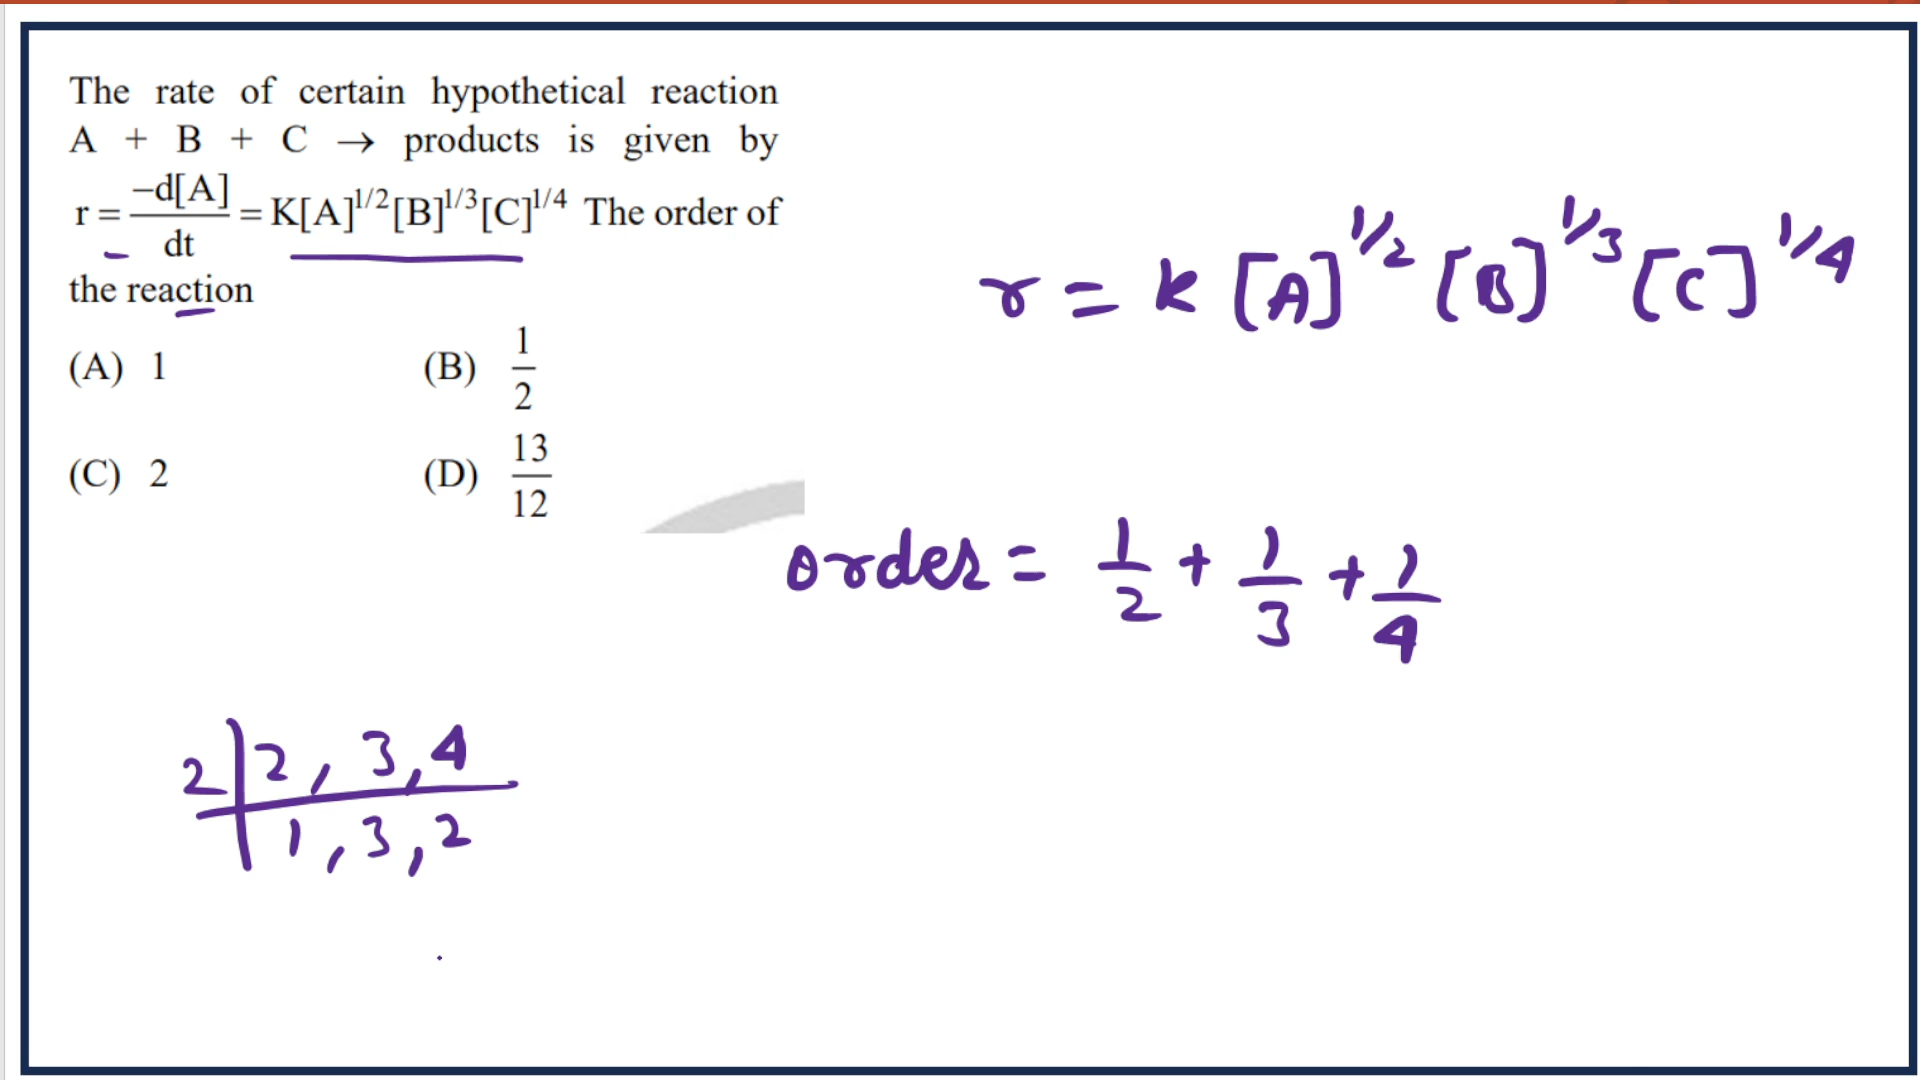 The rate of certain hypothetical reaction
A + B + C → products is given by
r = −d[A]/dt = K[A]^1/2[B]^1/3[C]^1/4 The order of
the reaction
(A) 1 (B) 1/2
(C) 2 (D) 13/12
r = k [A]^1/2 [B]^1/3 [C]^1/4
order = 1/2 + 1/3 + 1/4
2 | 2, 3, 4
1, 3, 2